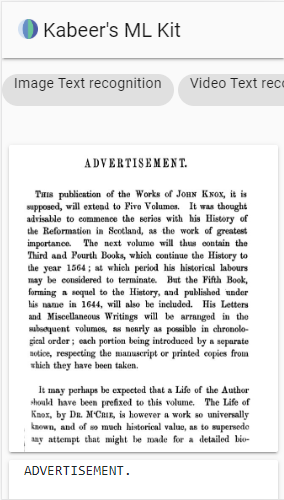 Kabeer's ML Kit
Image Text recognition
Video Text reco
ADVERTISEMENT.
This publication of the Works of John Knox, it is
supposed, will extend to Five Volumes. It was thought
advisable to commence the series with his History of
the Reformation in Scotland, as the work of greatest
importance. The next volume will thus contain the
Third and Fourth Books, which continue the History to
the year 1564 ; at which period his historical labours
may be considered to terminate. But the Fifth Book,
forming a sequel to the History, and published under
his name in 1644, will also be included. His Letters
and Miscellaneous Writings will be arranged in the
subsequent volumes, as nearly as possible in chronolo-
gical order ; each portion being introduced by a separate
notice, respecting the manuscript or printed copies from
which they have been taken.
It may perhaps be expected that a Life of the Author
should have been prefixed to this volume. The Life of
Knox, by Dr. M'Crie, is however a work so universally
known, and of so much historical value, as to supersede
any attempt that might be made for a detailed bio-
ADVERTISEMENT.